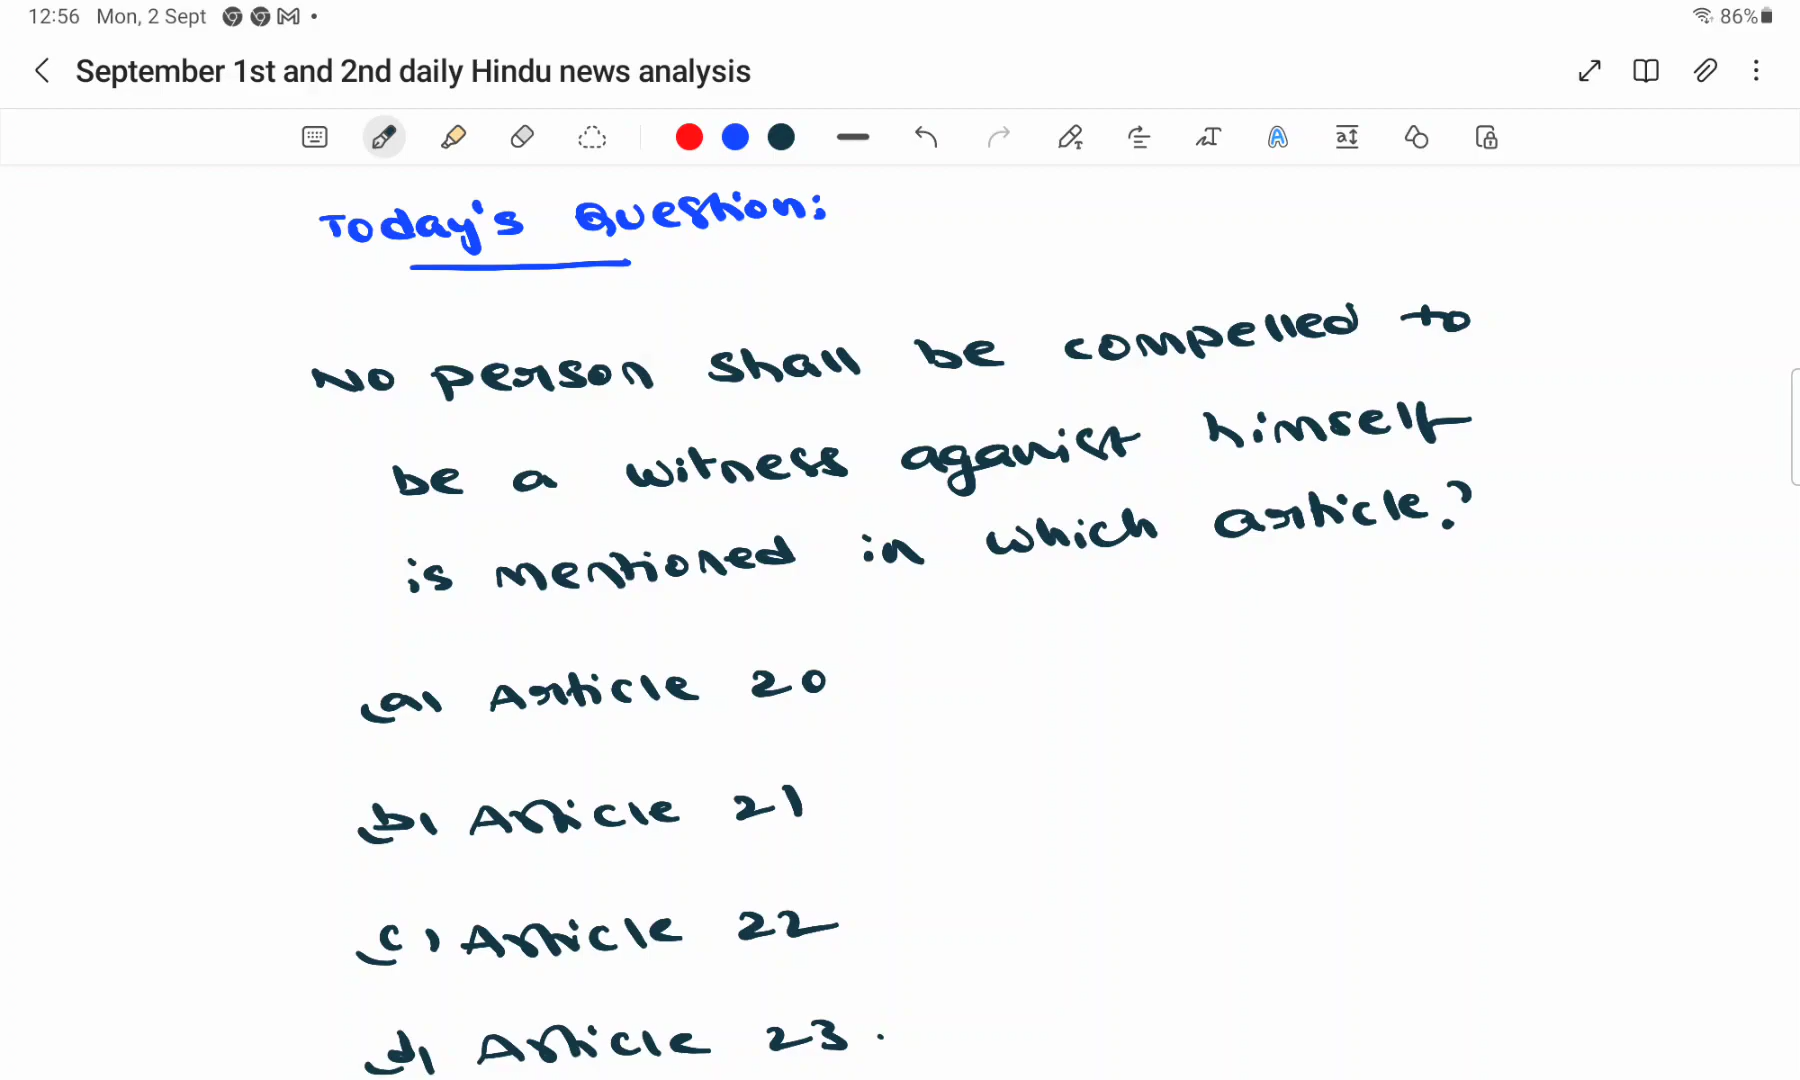 12:56 Mon, 2 Sept 86%
September 1st and 2nd daily Hindu news analysis
Today's Question:
No person shall be compelled to
be a witness aganist himself
is mentioned in which article?
a) Article 20
b) Article 21
c) Article 22
d) Article 23.